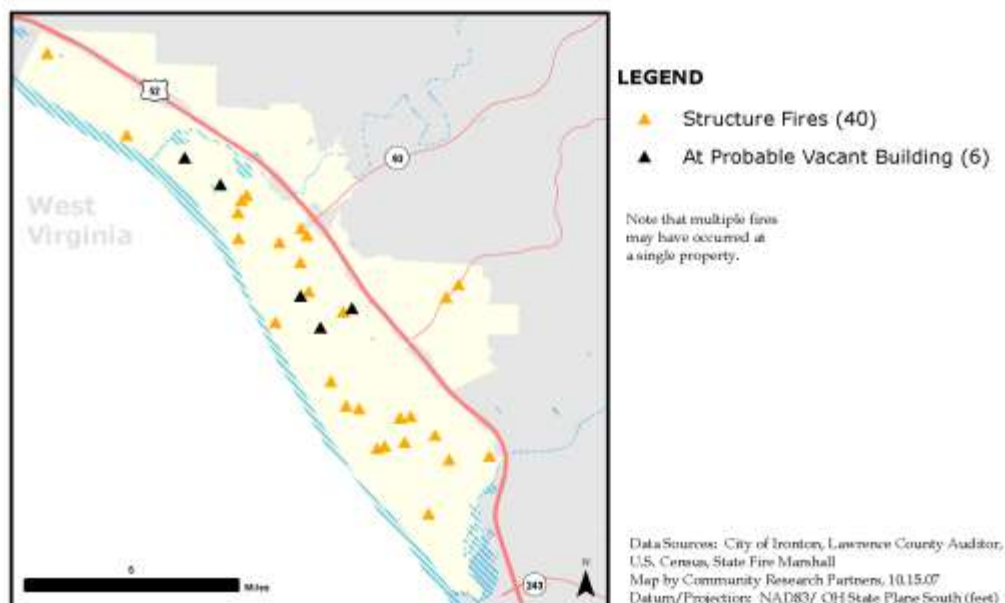 52
93
West
Virginia
6
Miles
N
243
LEGEND
Structure Fires (40)
At Probable Vacant Building (6)
Note that multiple fires
may have occurred at
a single property.
Data Sources: City of Ironton, Lawrence County Auditor,
U.S. Census, State Fire Marshall
Map by Community Research Partners, 10.15.07
Datum/Projection: NAD83/ OH State Plane South (feet)